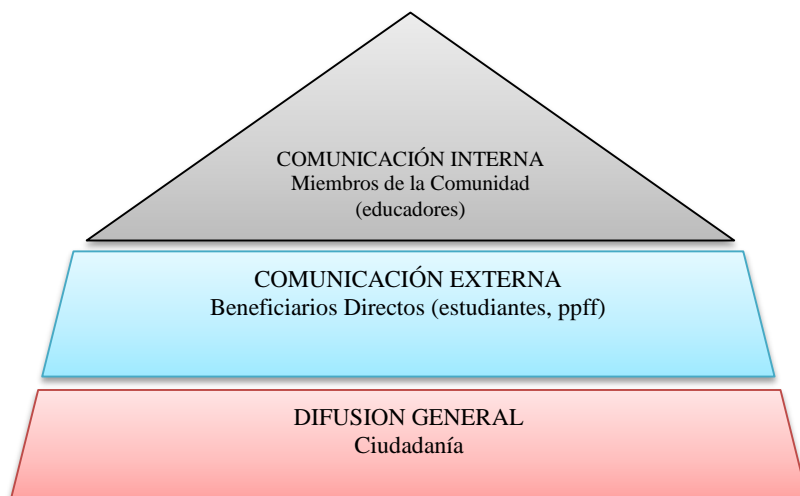 COMUNICACIÓN INTERNA
Miembros de la Comunidad
(educadores)
COMUNICACIÓN EXTERNA
Beneficiarios Directos (estudiantes, ppff)
DIFUSION GENERAL
Ciudadanía